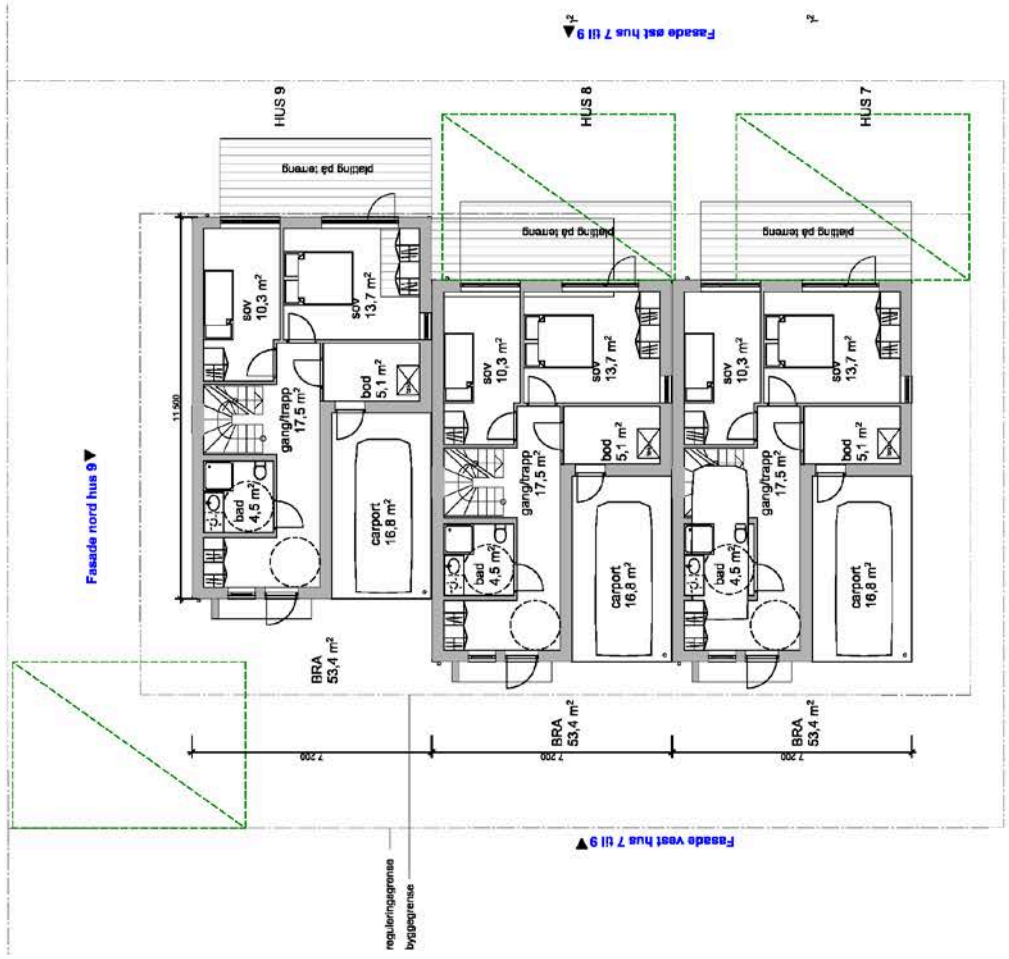 Fasade øst hus 7 til 9
HUS 9
HUS 8
HUS 7
platting på terreng
platting på terreng
platting på terreng
11 500
Fasade nord hus 9
sov
10,3 m²
sov
13,7 m²
bod
5,1 m²
gang/trapp
17,5 m²
bad
4,5 m²
carport
16,8 m²
BRA
53,4 m²
sov
10,3 m²
sov
13,7 m²
bod
5,1 m²
gang/trapp
17,5 m²
bad
4,5 m²
carport
16,8 m²
BRA
53,4 m²
sov
10,3 m²
sov
13,7 m²
bod
5,1 m²
gang/trapp
17,5 m²
bad
4,5 m²
carport
16,8 m²
BRA
53,4 m²
7 200
7 200
7 200
Fasade vest hus 7 til 9
reguleringsgrense
byggegrense